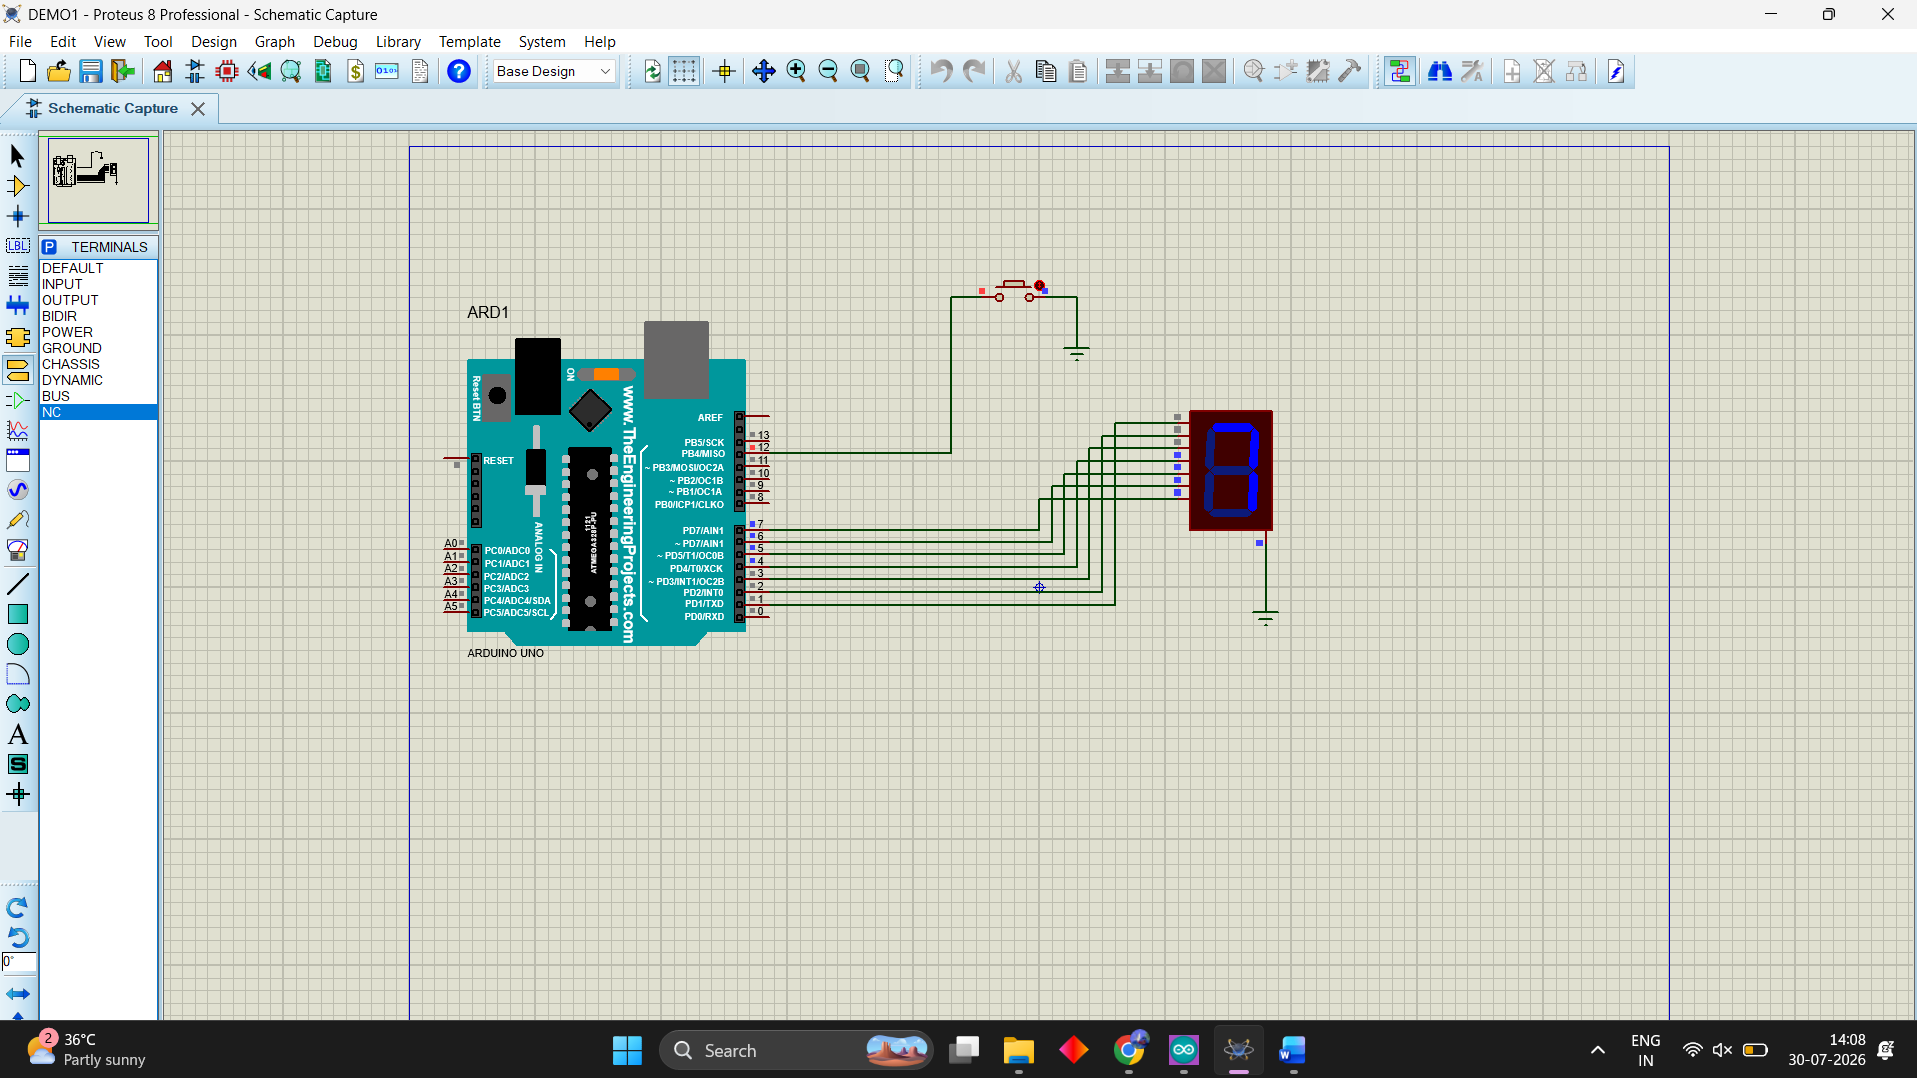 DEMO1 - Proteus 8 Professional - Schematic Capture
File Edit View Tool Design Graph Debug Library Template System Help
Base Design
Schematic Capture
LBL
P TERMINALS
DEFAULT
INPUT
OUTPUT
BIDIR
POWER
GROUND
CHASSIS
DYNAMIC
BUS
NC
A
S
0°
ARD1
Reset BTN
ON
www.TheEngineeringProjects.com
ANALOG IN
1121
ATMEGA328P-PU
RESET
A0 PC0/ADC0
A1 PC1/ADC1
A2 PC2/ADC2
A3 PC3/ADC3
A4 PC4/ADC4/SDA
A5 PC5/ADC5/SCL
AREF
PB5/SCK 13
PB4/MISO 12
~ PB3/MOSI/OC2A 11
~ PB2/OC1B 10
~ PB1/OC1A 9
PB0/ICP1/CLKO 8
PD7/AIN1 7
~ PD7/AIN1 6
~ PD5/T1/OC0B 5
PD4/T0/XCK 4
~ PD3/INT1/OC2B 3
PD2/INT0 2
PD1/TXD 1
PD0/RXD 0
ARDUINO UNO
2
36°C
Partly sunny
Search
ENG
IN
14:08
30-07-2026